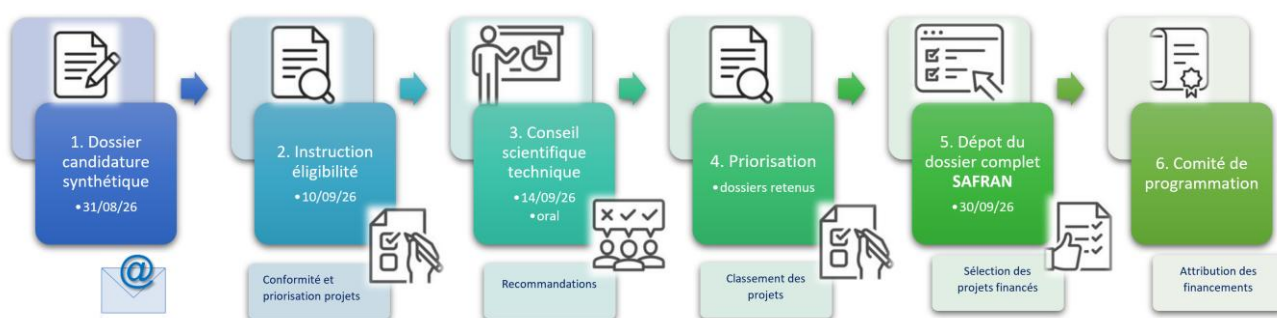 1. Dossier
candidature
synthétique
•31/08/26
@
2. Instruction
éligibilité
•10/09/26
Conformité et
priorisation projets
3. Conseil
scientifique
technique
•14/09/26
•oral
Recommandations
4. Priorisation
•dossiers retenus
Classement des
projets
5. Dépot du
dossier complet
SAFRAN
•30/09/26
Sélection des
projets financés
6. Comité de
programmation
Attribution des
financements